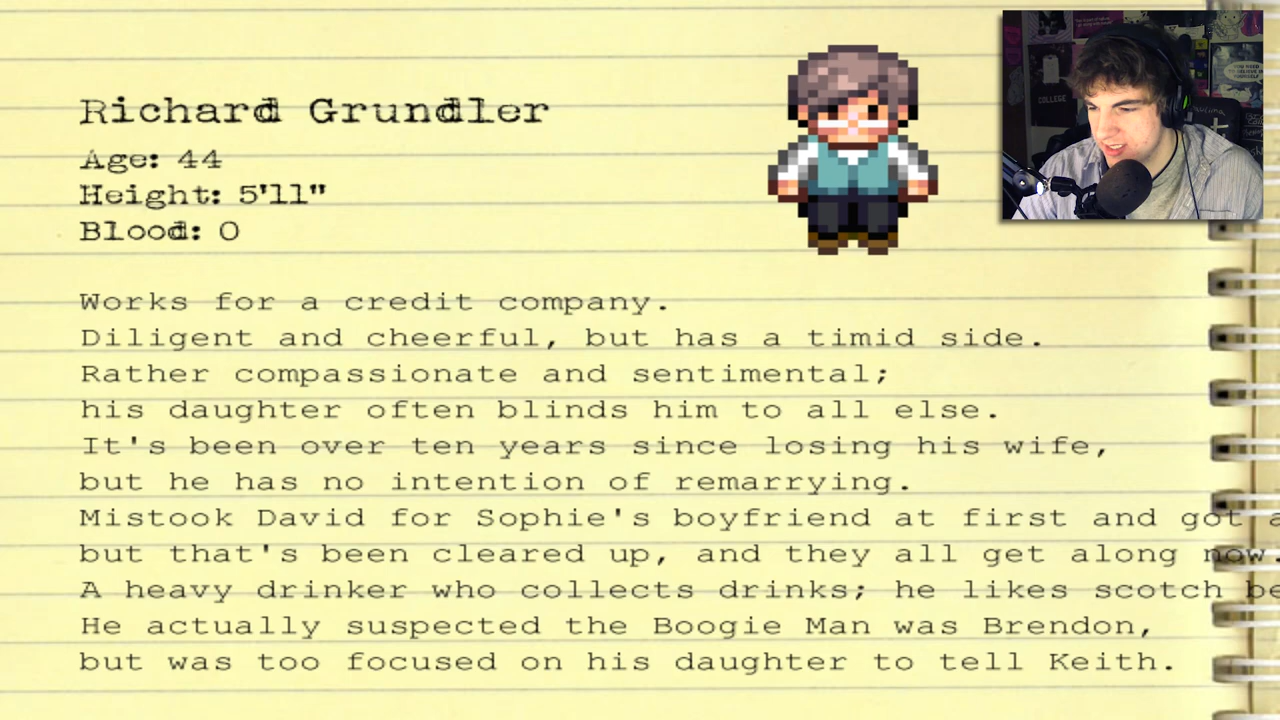 Richard Grundler
Age: 44
Height: 5'11"
Blood: O
Works for a credit company.
Diligent and cheerful, but has a timid side.
Rather compassionate and sentimental;
his daughter often blinds him to all else.
It's been over ten years since losing his wife,
but he has no intention of remarrying.
Mistook David for Sophie's boyfriend at first and got
but that's been cleared up, and they all get along now
A heavy drinker who collects drinks; he likes scotch
He actually suspected the Boogie Man was Brendon,
but was too focused on his daughter to tell Keith.
COLLEGE